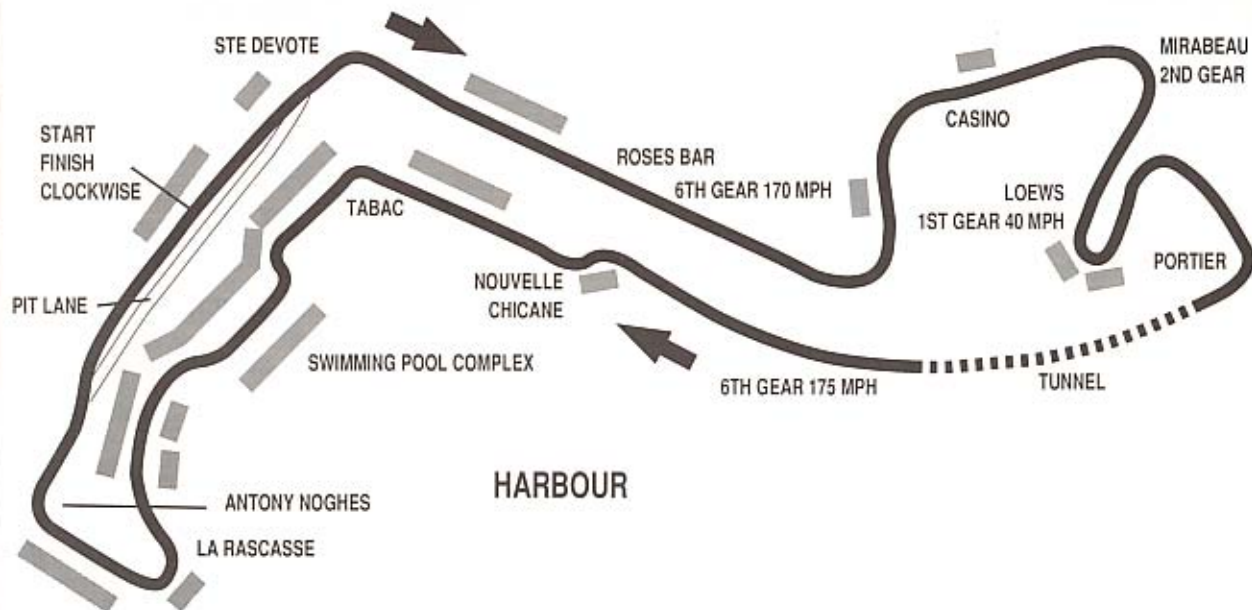 STE DEVOTE
START
FINISH
CLOCKWISE
PIT LANE
ROSES BAR
6TH GEAR 170 MPH
CASINO
MIRABEAU
2ND GEAR
LOEWS
1ST GEAR 40 MPH
PORTIER
TUNNEL
6TH GEAR 175 MPH
NOUVELLE
CHICANE
TABAC
SWIMMING POOL COMPLEX
HARBOUR
ANTONY NOGHES
LA RASCASSE